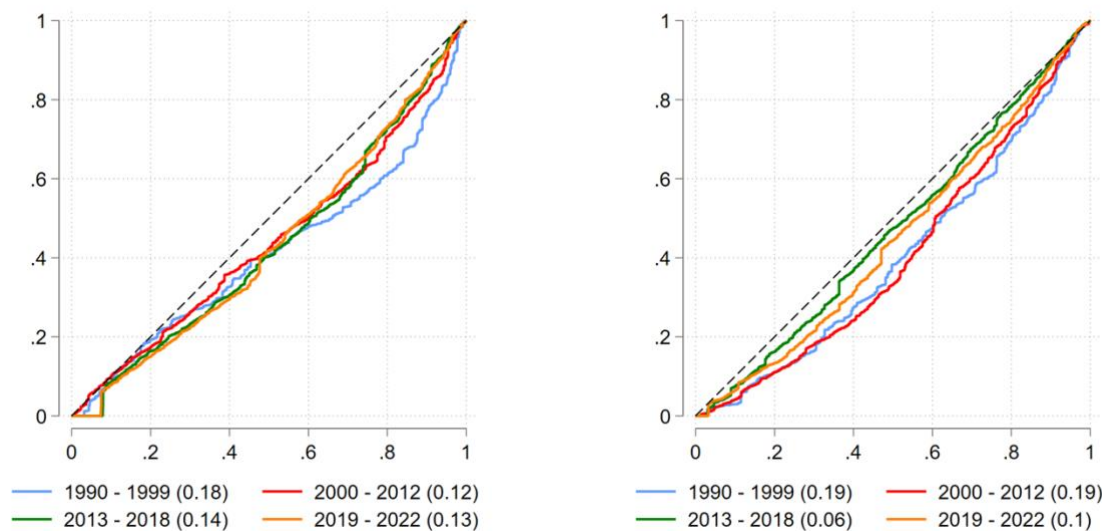 1
.8
.6
.4
.2
0
0 .2 .4 .6 .8 1
1990 - 1999 (0.18) 2000 - 2012 (0.12)
2013 - 2018 (0.14) 2019 - 2022 (0.13)
1
.8
.6
.4
.2
0
0 .2 .4 .6 .8 1
1990 - 1999 (0.19) 2000 - 2012 (0.19)
2013 - 2018 (0.06) 2019 - 2022 (0.1)